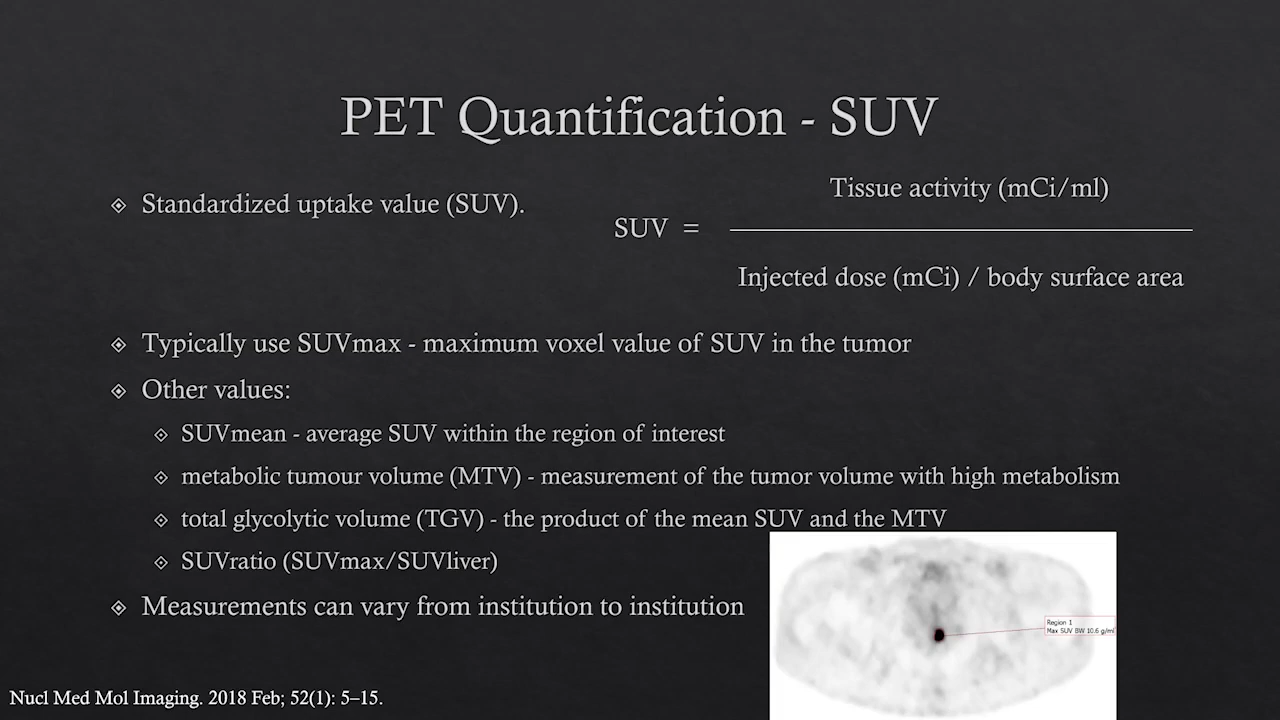 PET Quantification - SUV
Standardized uptake value (SUV).
SUV =
Tissue activity (mCi/ml)
Injected dose (mCi) / body surface area
Typically use SUVmax - maximum voxel value of SUV in the tumor
Other values:
SUVmean - average SUV within the region of interest
metabolic tumour volume (MTV) - measurement of the tumor volume with high metabolism
total glycolytic volume (TGV) - the product of the mean SUV and the MTV
SUVratio (SUVmax/SUVliver)
Measurements can vary from institution to institution
Region 1
Max SUV BW 10.6 g/ml
Nucl Med Mol Imaging. 2018 Feb; 52(1): 5–15.